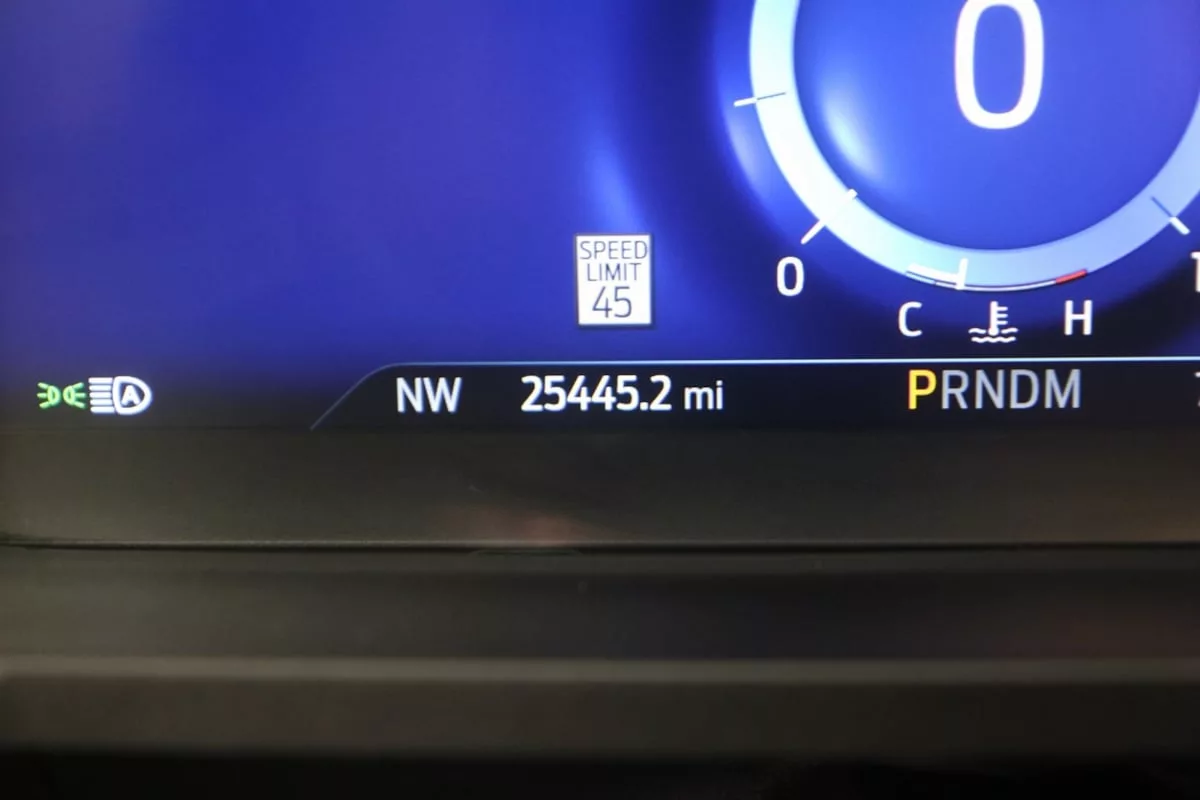 0
SPEED
LIMIT
45
0
C H
NW 25445.2 mi PRNDM
A